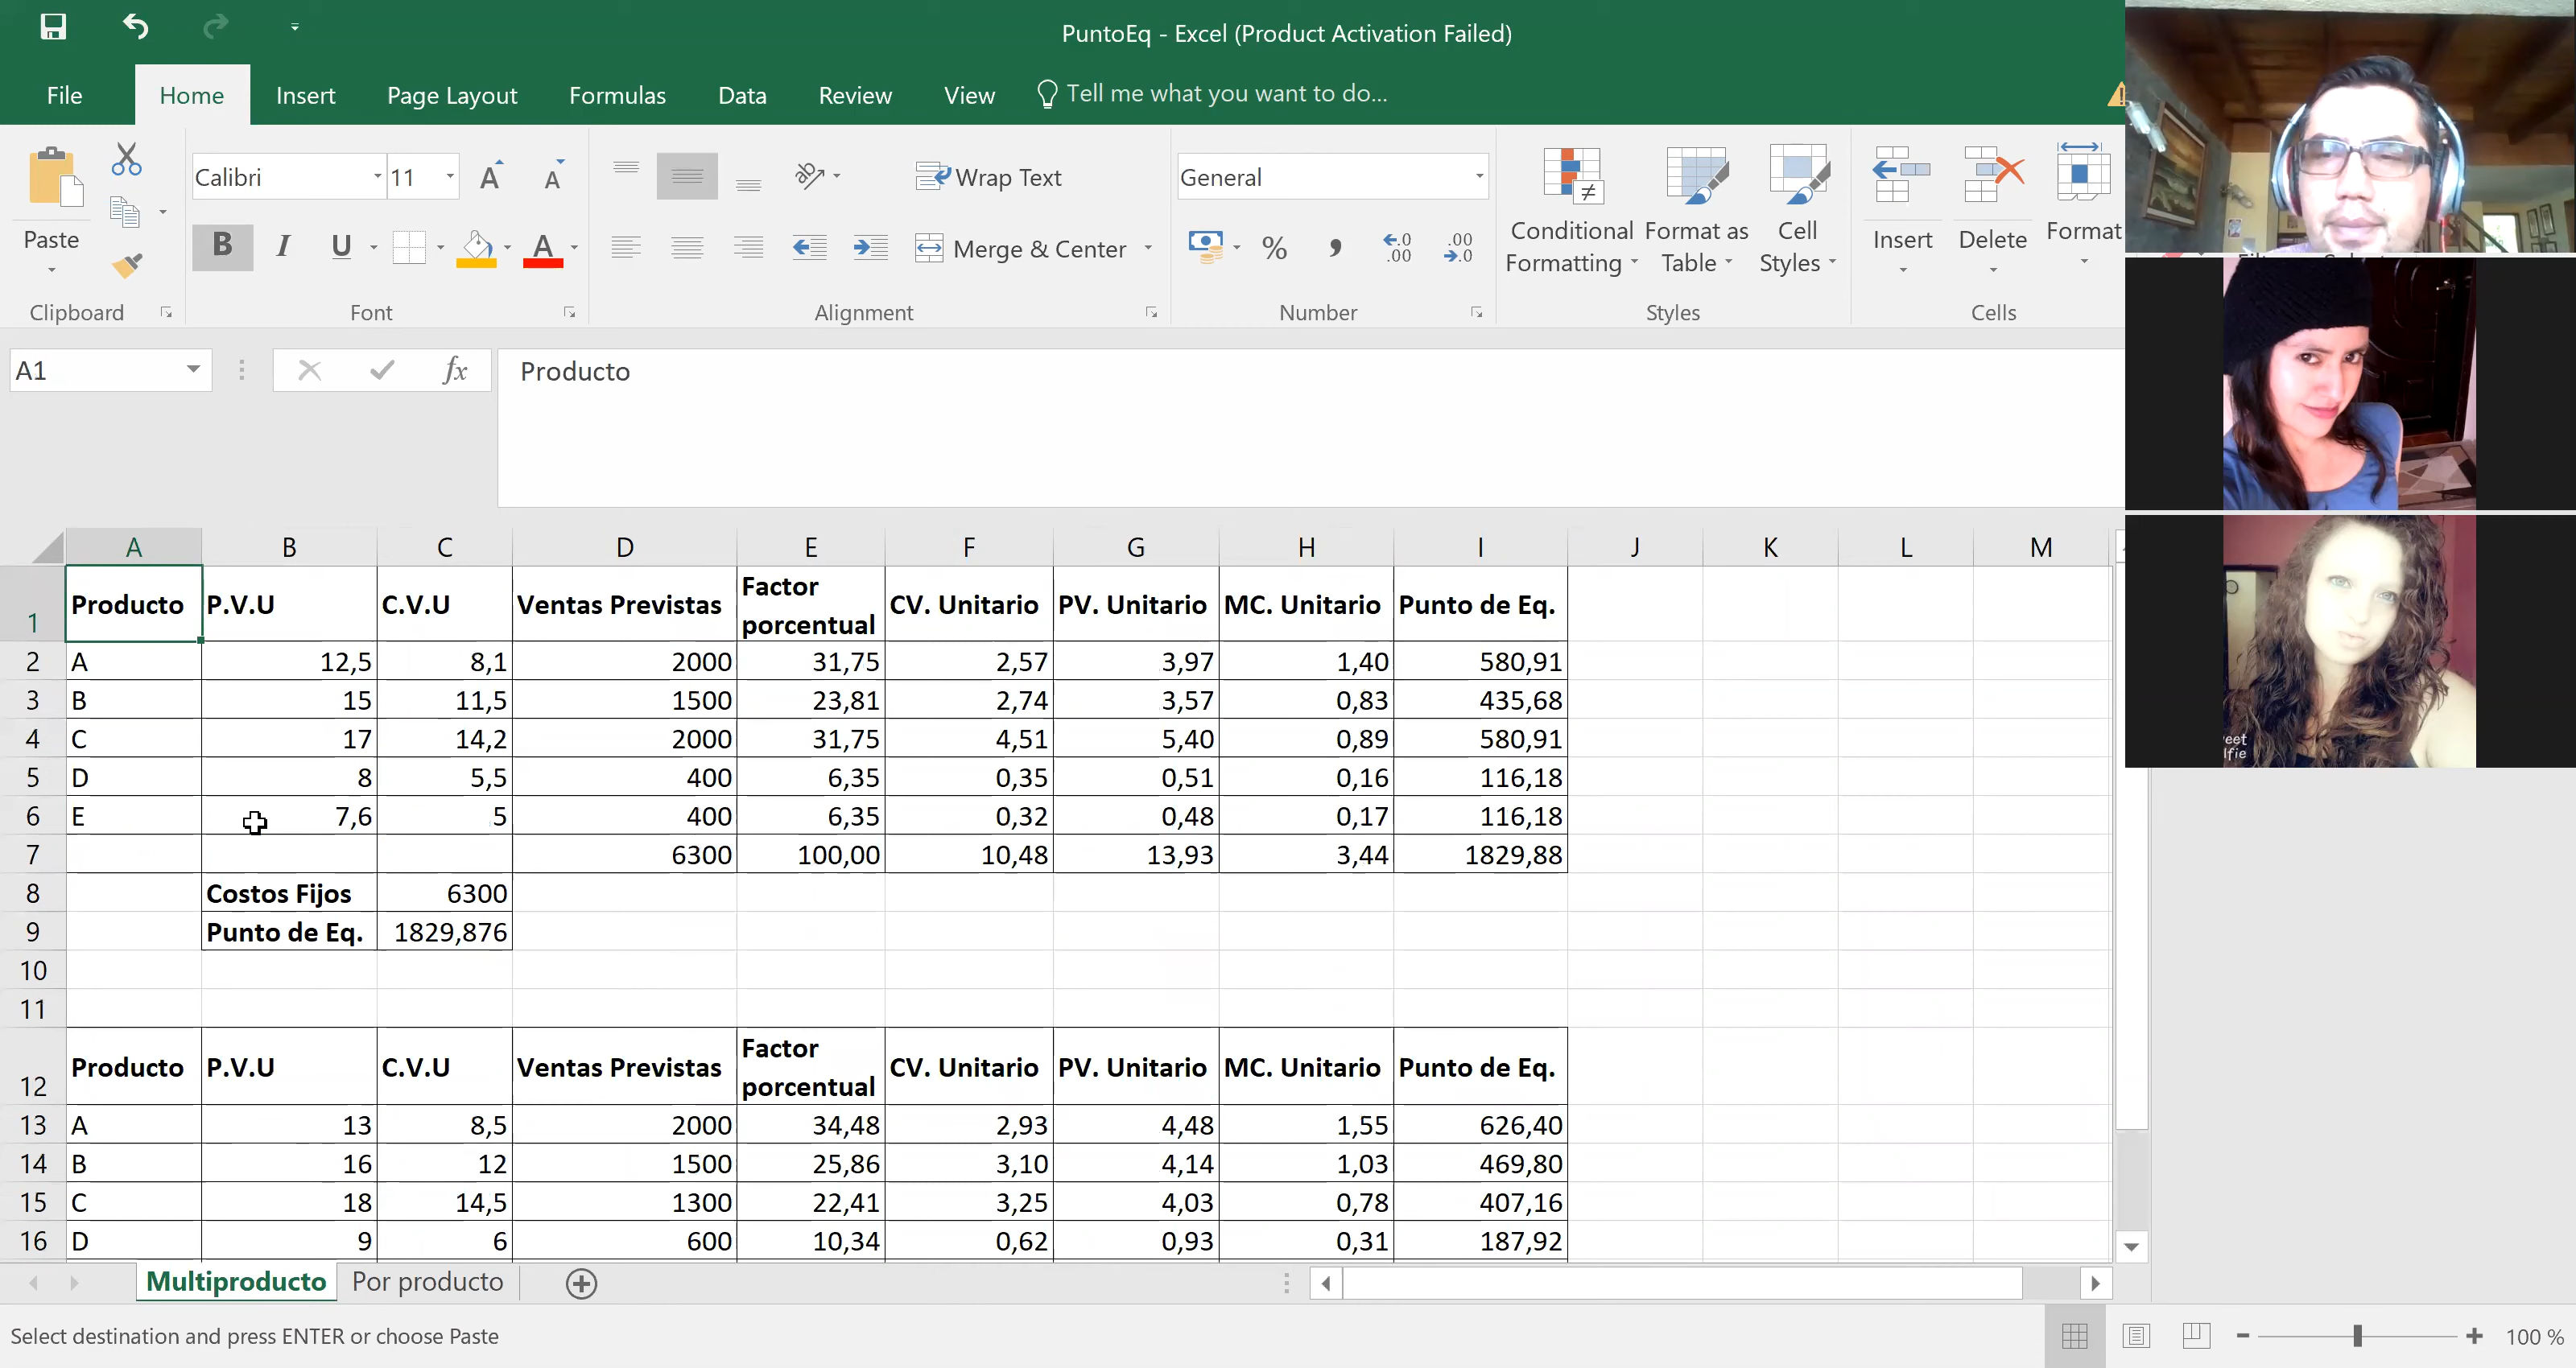 PuntoEq - Excel (Product Activation Failed)
File Home Insert Page Layout Formulas Data Review View Tell me what you want to do...
Calibri 11 Wrap Text General
Paste B I U A Merge & Center % , Conditional Formatting Format as Table Cell Styles Insert Delete Format
Clipboard Font Alignment Number Styles Cells
A1 fx Producto
A B C D E F G H I J K L M
1 Producto P.V.U C.V.U Ventas Previstas Factor porcentual CV. Unitario PV. Unitario MC. Unitario Punto de Eq.
2 A 12,5 8,1 2000 31,75 2,57 3,97 1,40 580,91
3 B 15 11,5 1500 23,81 2,74 3,57 0,83 435,68
4 C 17 14,2 2000 31,75 4,51 5,40 0,89 580,91
5 D 8 5,5 400 6,35 0,35 0,51 0,16 116,18
6 E 7,6 5 400 6,35 0,32 0,48 0,17 116,18
7 6300 100,00 10,48 13,93 3,44 1829,88
8 Costos Fijos 6300
9 Punto de Eq. 1829,876
10
11
12 Producto P.V.U C.V.U Ventas Previstas Factor porcentual CV. Unitario PV. Unitario MC. Unitario Punto de Eq.
13 A 13 8,5 2000 34,48 2,93 4,48 1,55 626,40
14 B 16 12 1500 25,86 3,10 4,14 1,03 469,80
15 C 18 14,5 1300 22,41 3,25 4,03 0,78 407,16
16 D 9 6 600 10,34 0,62 0,93 0,31 187,92
Multiproducto Por producto
Select destination and press ENTER or choose Paste 100 %